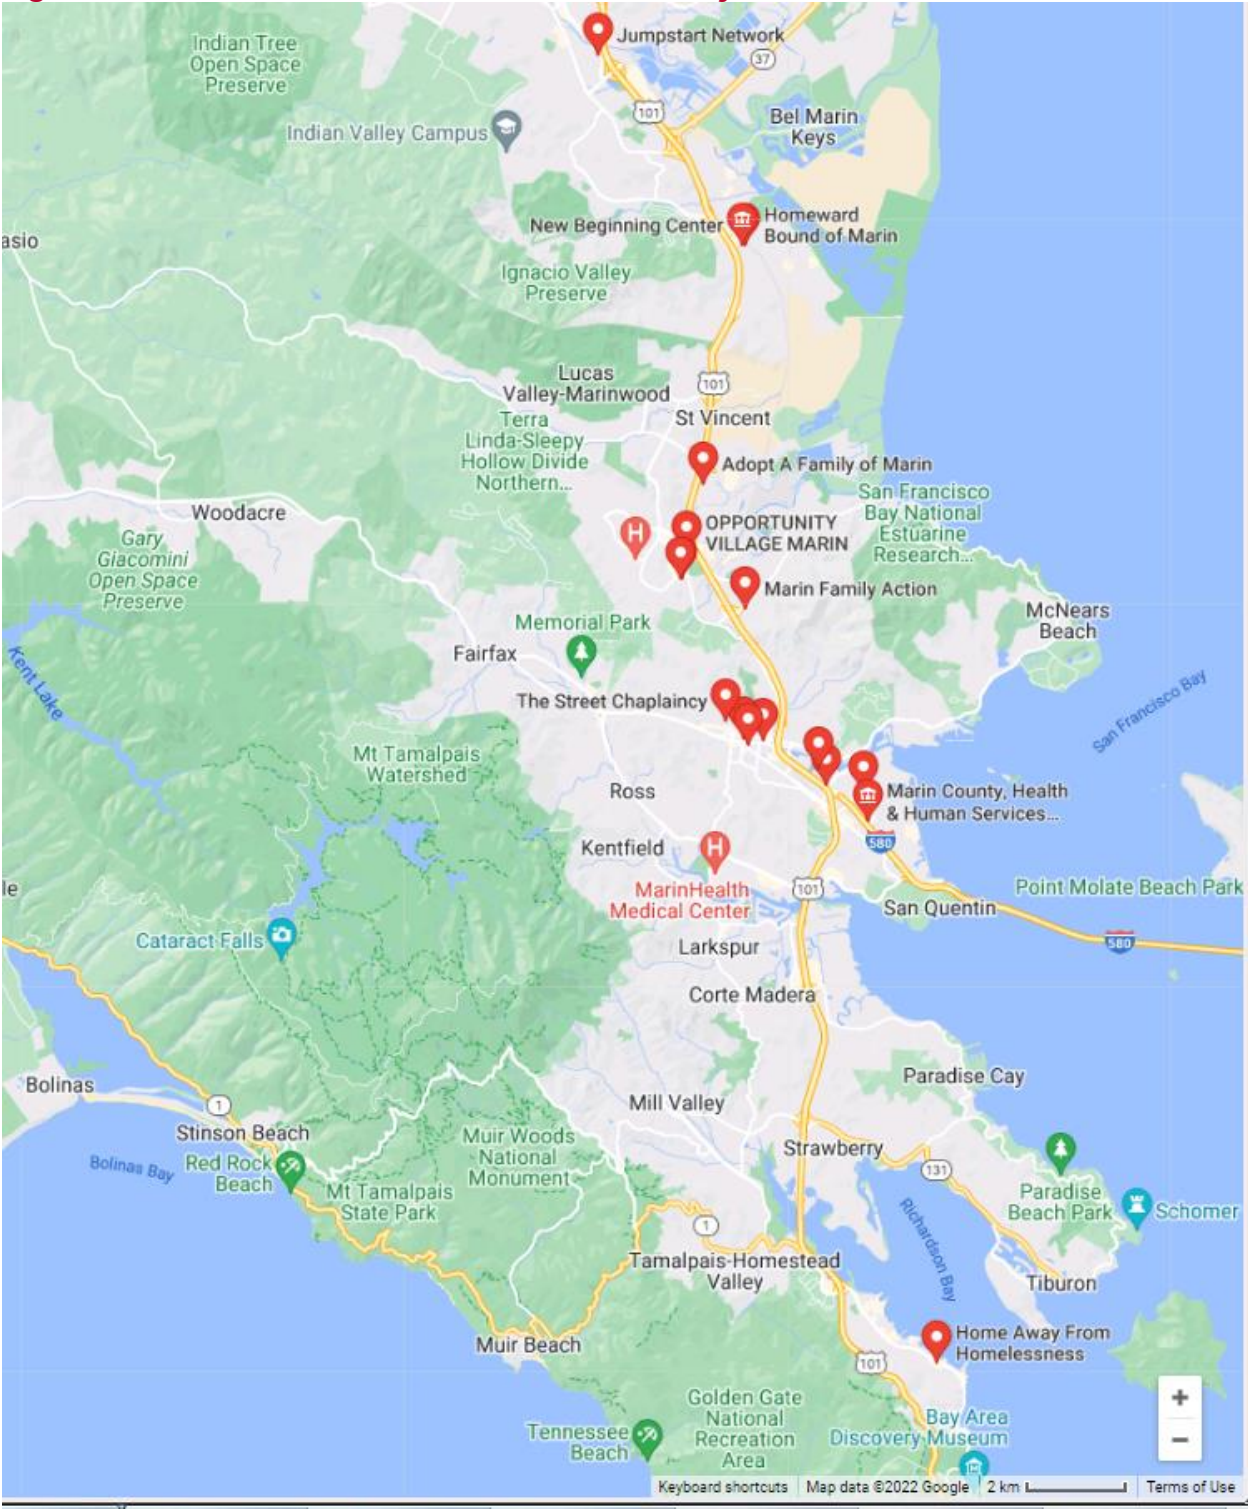 Jumpstart Network
Indian Tree
Open Space
Preserve
37
101
Bel Marin
Keys
Indian Valley Campus
New Beginning Center
Homeward
Bound of Marin
asio
Ignacio Valley
Preserve
Lucas
Valley-Marinwood
101
St Vincent
Terra
Linda-Sleepy
Hollow Divide
Northern...
Adopt A Family of Marin
San Francisco
Bay National
Estuarine
Research...
Woodacre
OPPORTUNITY
VILLAGE MARIN
H
Gary
Giacomini
Open Space
Preserve
Marin Family Action
McNears
Beach
Memorial Park
Fairfax
Kent Lake
The Street Chaplaincy
San Francisco Bay
Mt Tamalpais
Watershed
Ross
Marin County, Health
& Human Services...
Kentfield
H
580
MarinHealth
Medical Center
101
Point Molate Beach Park
le
San Quentin
Cataract Falls
580
Larkspur
Corte Madera
Bolinas
Paradise Cay
1
Mill Valley
Stinson Beach
Muir Woods
National
Monument
Strawberry
Bolinas Bay
Red Rock
Beach
131
Mt Tamalpais
State Park
Paradise
Beach Park
Schomer
1
Richardson Bay
Tamalpais-Homestead
Valley
Tiburon
Muir Beach
Home Away From
Homelessness
101
Golden Gate
National
Recreation
Area
Tennessee
Beach
Bay Area
Discovery Museum
+
−
Keyboard shortcuts
Map data ©2022 Google
2 km
Terms of Use